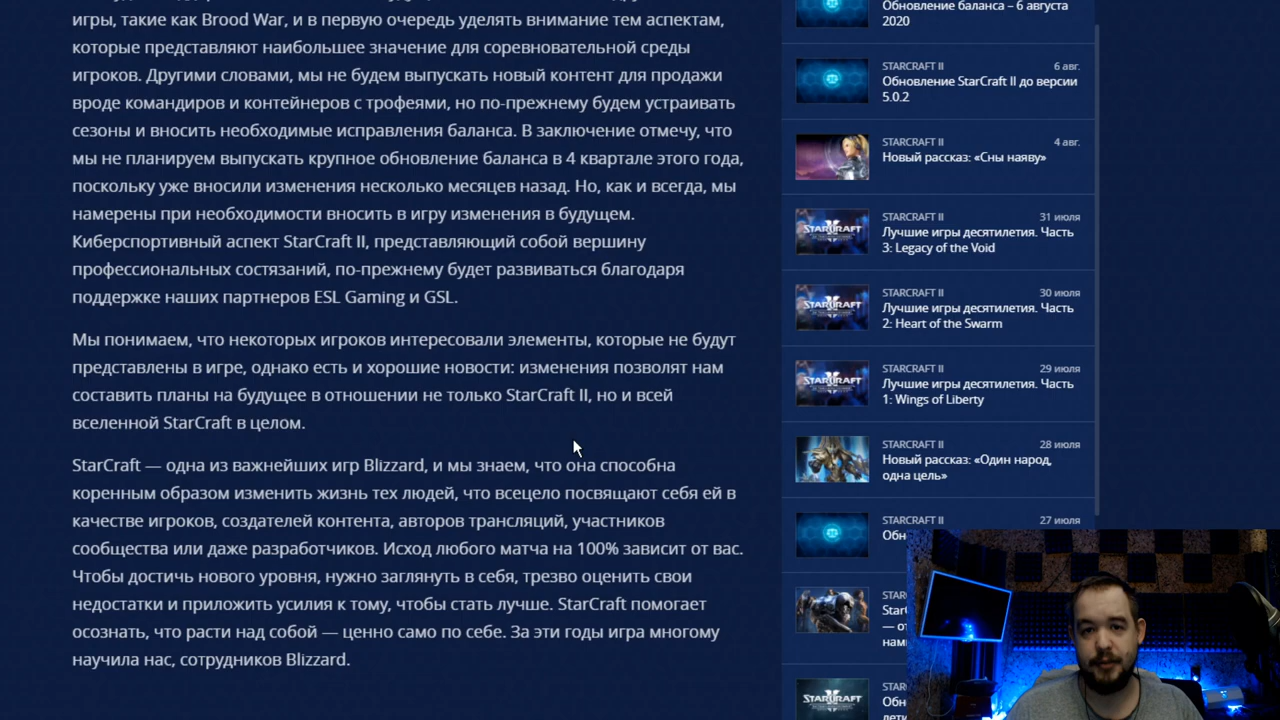 игры, такие как Brood War, и в первую очередь уделять внимание тем аспектам,
которые представляют наибольшее значение для соревновательной среды
игроков. Другими словами, мы не будем выпускать новый контент для продажи
вроде командиров и контейнеров с трофеями, но по-прежнему будем устраивать
сезоны и вносить необходимые исправления баланса. В заключение отмечу, что
мы не планируем выпускать крупное обновление баланса в 4 квартале этого года,
поскольку уже вносили изменения несколько месяцев назад. Но, как и всегда, мы
намерены при необходимости вносить в игру изменения в будущем.
Киберспортивный аспект StarCraft II, представляющий собой вершину
профессиональных состязаний, по-прежнему будет развиваться благодаря
поддержке наших партнеров ESL Gaming и GSL.
Мы понимаем, что некоторых игроков интересовали элементы, которые не будут
представлены в игре, однако есть и хорошие новости: изменения позволят нам
составить планы на будущее в отношении не только StarCraft II, но и всей
вселенной StarCraft в целом.
StarCraft — одна из важнейших игр Blizzard, и мы знаем, что она способна
коренным образом изменить жизнь тех людей, что всецело посвящают себя ей в
качестве игроков, создателей контента, авторов трансляций, участников
сообщества или даже разработчиков. Исход любого матча на 100% зависит от вас.
Чтобы достичь нового уровня, нужно заглянуть в себя, трезво оценить свои
недостатки и приложить усилия к тому, чтобы стать лучше. StarCraft помогает
осознать, что расти над собой — ценно само по себе. За эти годы игра многому
научила нас, сотрудников Blizzard.
Обновление баланса – 6 августа
2020
STARCRAFT II 6 авг.
Обновление StarCraft II до версии
5.0.2
STARCRAFT II 4 авг.
Новый рассказ: «Сны наяву»
STARCRAFT II 31 июля
Лучшие игры десятилетия. Часть
3: Legacy of the Void
STARCRAFT
STARCRAFT II 30 июля
Лучшие игры десятилетия. Часть
2: Heart of the Swarm
STARCRAFT
STARCRAFT II 29 июля
Лучшие игры десятилетия. Часть
1: Wings of Liberty
STARCRAFT
STARCRAFT II 28 июля
Новый рассказ: «Один народ,
одна цель»
STARCRAFT II 27 июля
Обн
STAR
StarC
— от
нами
STAR
Обн
STARCRAFT